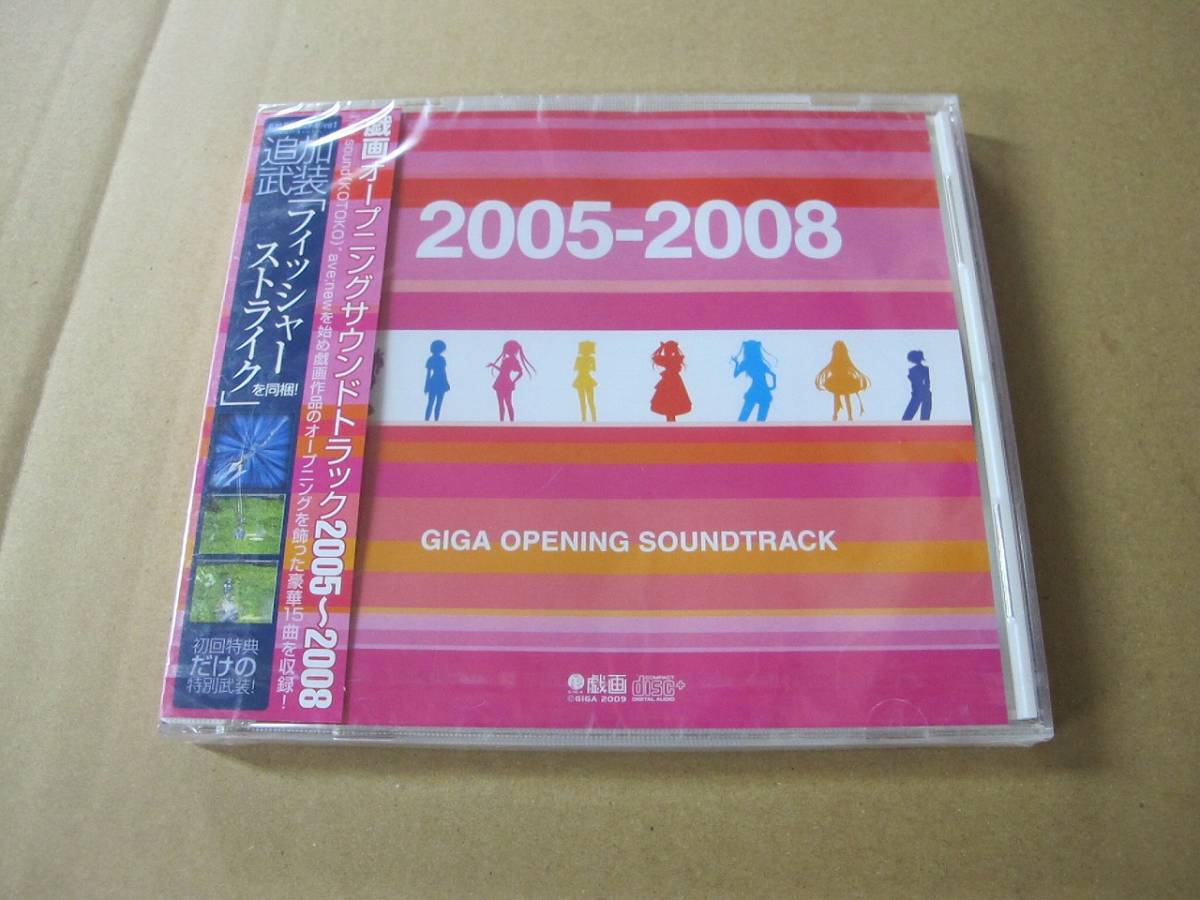 戯画オープニングサウンドトラック2005～2008
sound(KOTOKO)、ave;newを始め戯画作品のオープニングを飾った豪華15曲を収録！
追加
武装
「フィッシャー
ストライク」
を同梱!
初回特典
だけの
特別武装!
2005-2008
GIGA OPENING SOUNDTRACK
戯画
©GIGA 2009
COMPACT
disc+
DIGITAL AUDIO